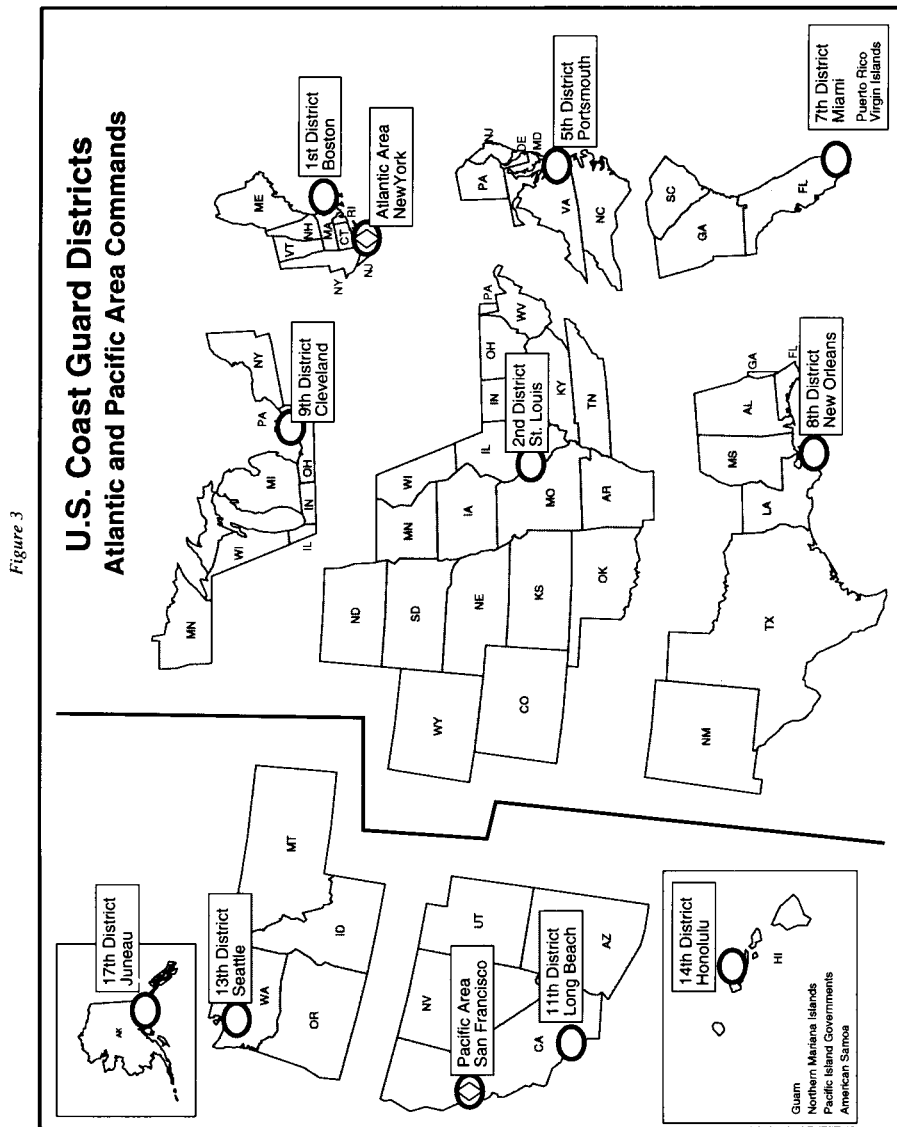 Figure 3
U.S. Coast Guard Districts
Atlantic and Pacific Area Commands
17th District
Juneau
AK
13th District
Seattle
WA
MT
OR
ID
Pacific Area
San Francisco
NV
UT
CA
11th District
Long Beach
AZ
14th District
Honolulu
HI
Guam
Northern Mariana Islands
Pacific Island Governments
American Samoa
MN
WI
MI
IL
IN
OH
PA
NY
9th District
Cleveland
ME
VT
NH
MA
CT
RI
NY
NJ
1st District
Boston
Atlantic Area
NewYork
ND
SD
NE
KS
OK
WY
CO
MN
WI
IA
IL
MO
AR
IN
OH
PA
WV
KY
TN
2nd District
St. Louis
PA
NJ
DE
MD
VA
NC
5th District
Portsmouth
NM
TX
LA
MS
AL
GA
FL
8th District
New Orleans
SC
GA
FL
7th District
Miami
Puerto Rico
Virgin Islands